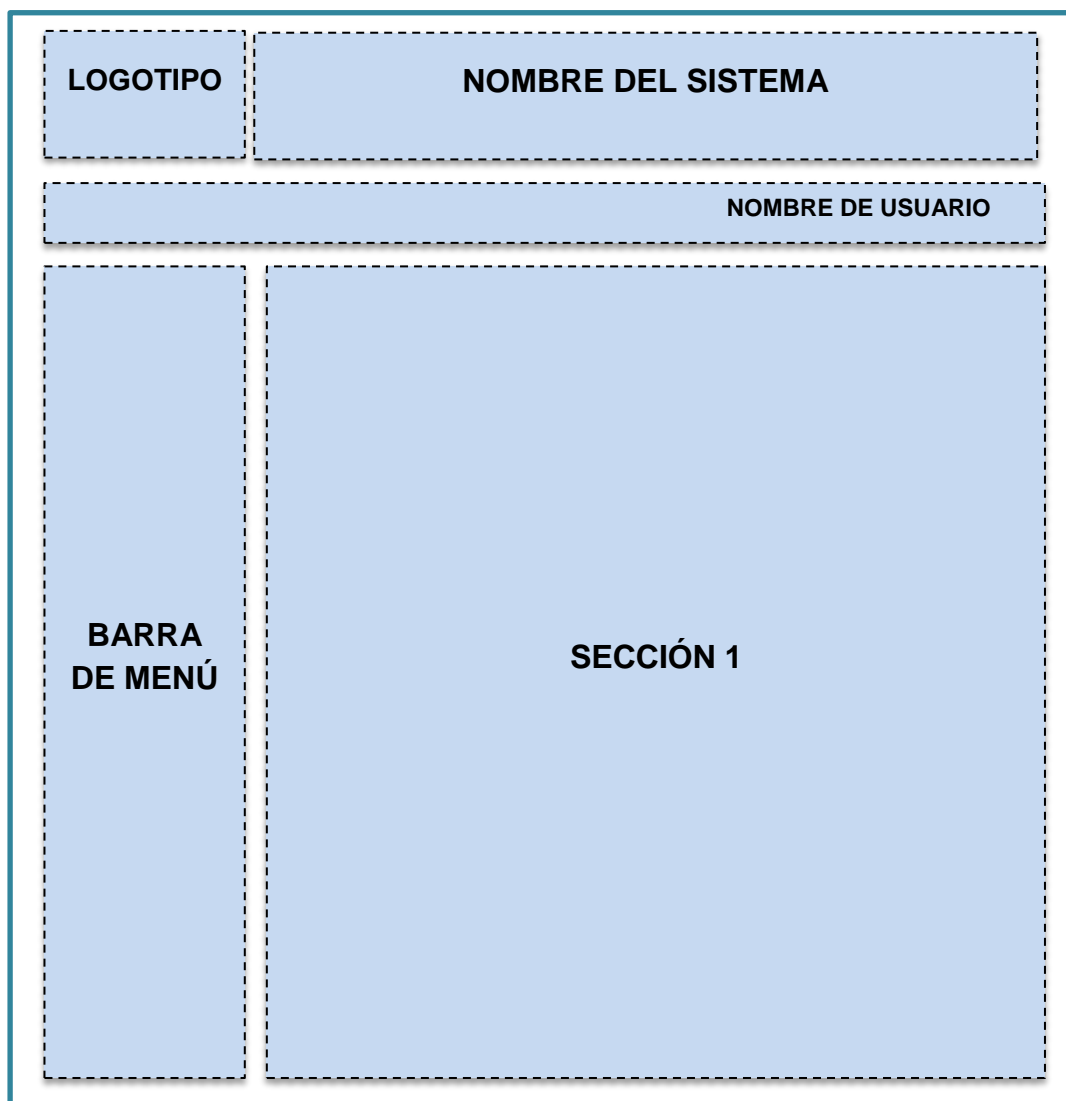 LOGOTIPO
NOMBRE DEL SISTEMA
NOMBRE DE USUARIO
BARRA
DE MENÚ
SECCIÓN 1